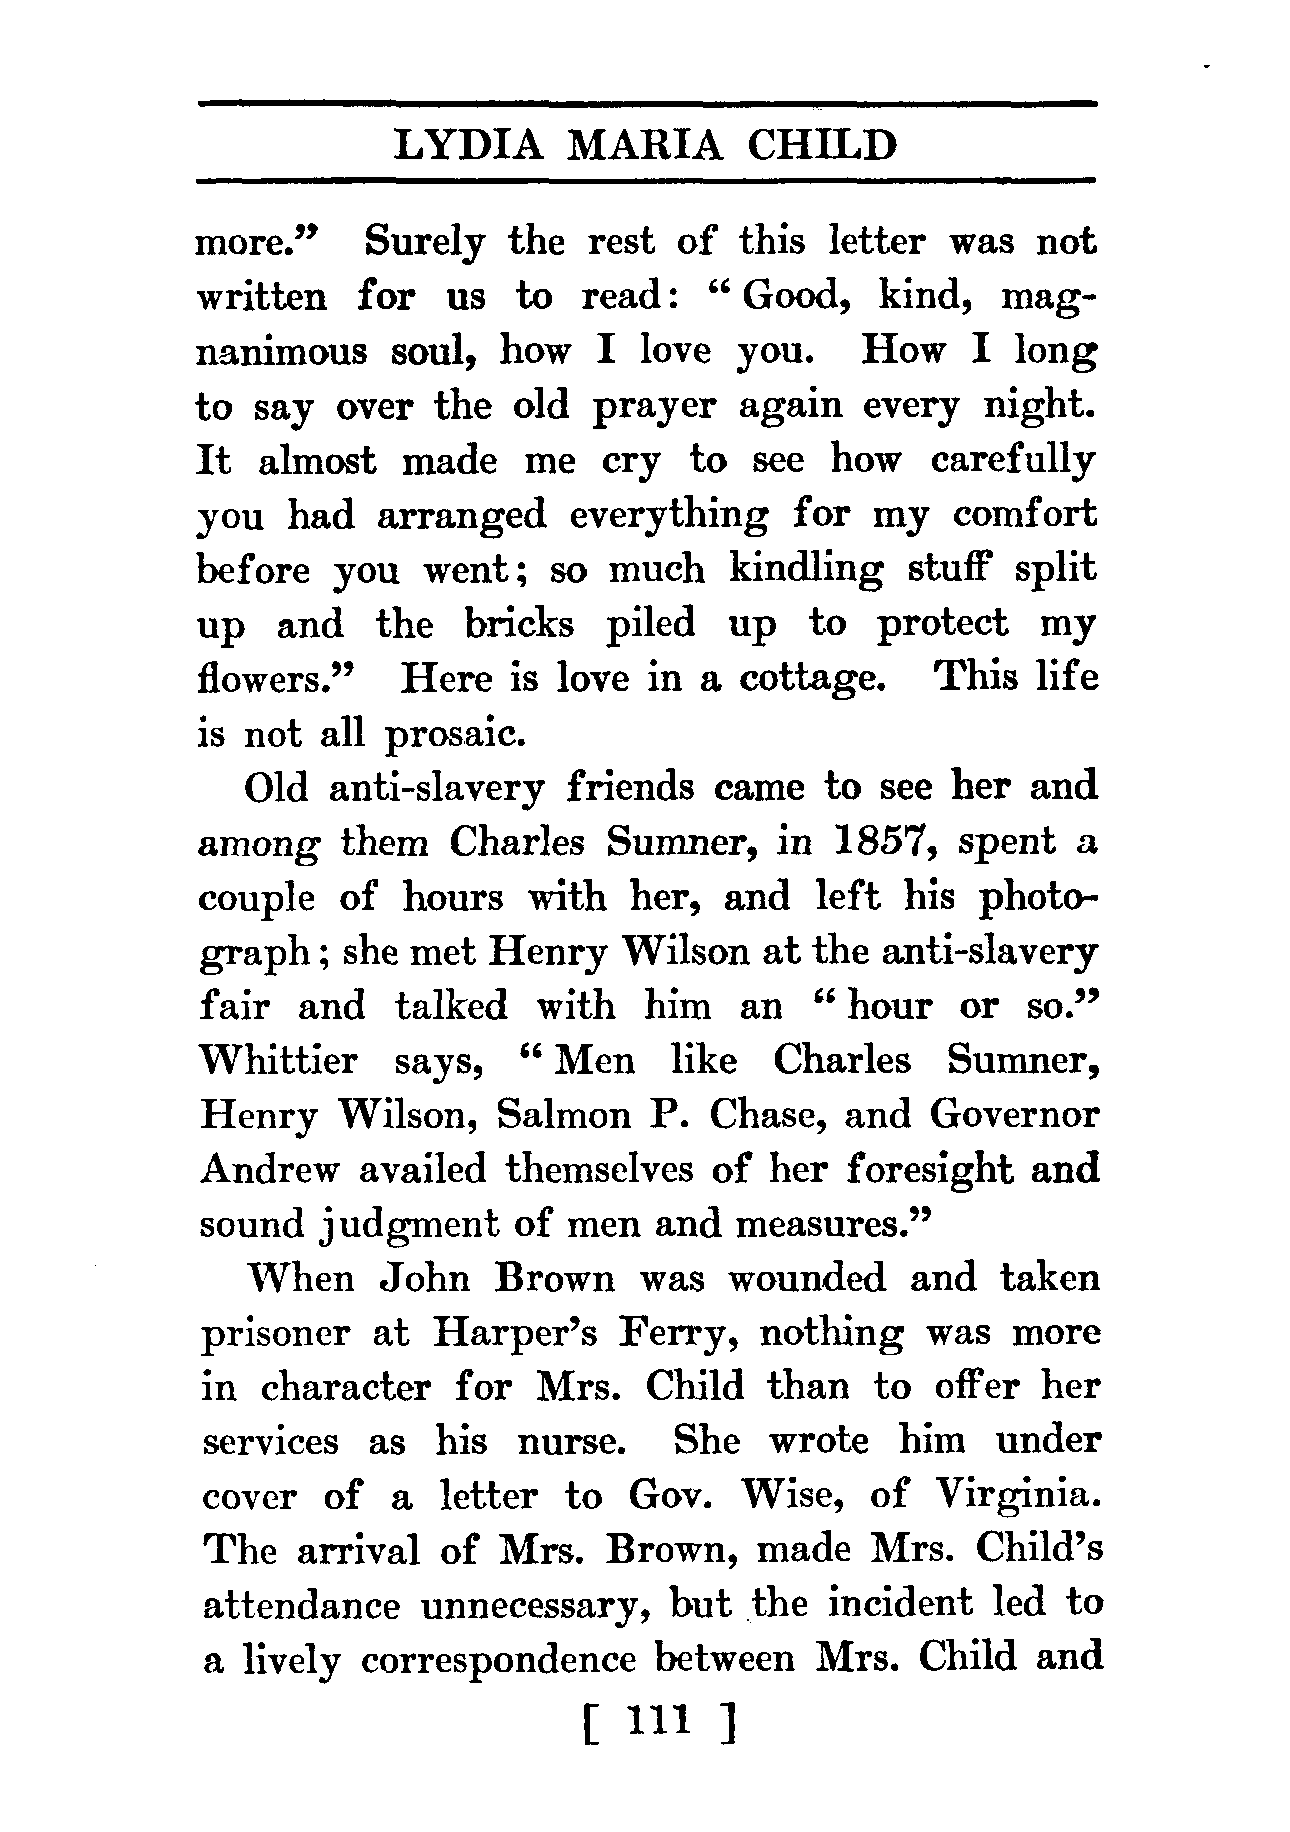 LYDIA MARIA CHILD
more.” Surely the rest of this letter was not
written for us to read: “ Good, kind, mag-
nanimous soul, how I love you. How I long
to say over the old prayer again every night.
It almost made me cry to see how carefully
you had arranged everything for my comfort
before you went; so much kindling stuff split
up and the bricks piled up to protect my
flowers.” Here is love in a cottage. This life
is not all prosaic.
Old anti-slavery friends came to see her and
among them Charles Sumner, in 1857, spent a
couple of hours with her, and left his photo-
graph; she met Henry Wilson at the anti-slavery
fair and talked with him an “ hour or so.”
Whittier says, “ Men like Charles Sumner,
Henry Wilson, Salmon P. Chase, and Governor
Andrew availed themselves of her foresight and
sound judgment of men and measures.”
When John Brown was wounded and taken
prisoner at Harper’s Ferry, nothing was more
in character for Mrs. Child than to offer her
services as his nurse. She wrote him under
cover of a letter to Gov. Wise, of Virginia.
The arrival of Mrs. Brown, made Mrs. Child’s
attendance unnecessary, but the incident led to
a lively correspondence between Mrs. Child and
[ 111 ]